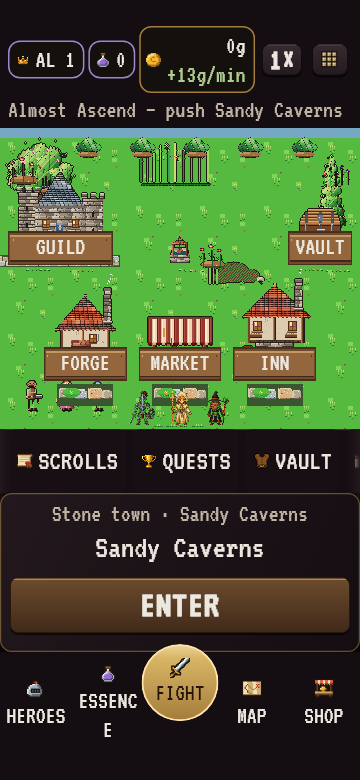 AL 1
0
0g
+13g/min
1X
Almost Ascend – push Sandy Caverns
GUILD
VAULT
FORGE
MARKET
INN
SCROLLS
QUESTS
VAULT
Stone town · Sandy Caverns
Sandy Caverns
ENTER
HEROES
ESSENC
E
FIGHT
MAP
SHOP